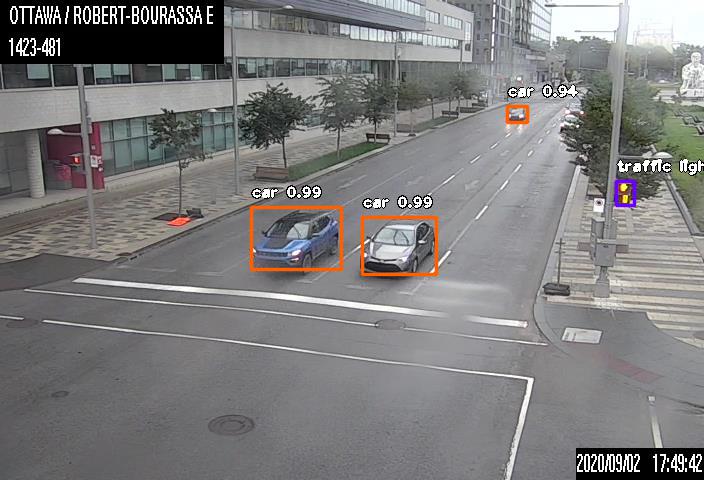 OTTAWA / ROBERT-BOURASSA E
1423-481
car 0.94
traffic ligh
car 0.99
car 0.99
2020/09/02 17:49:42